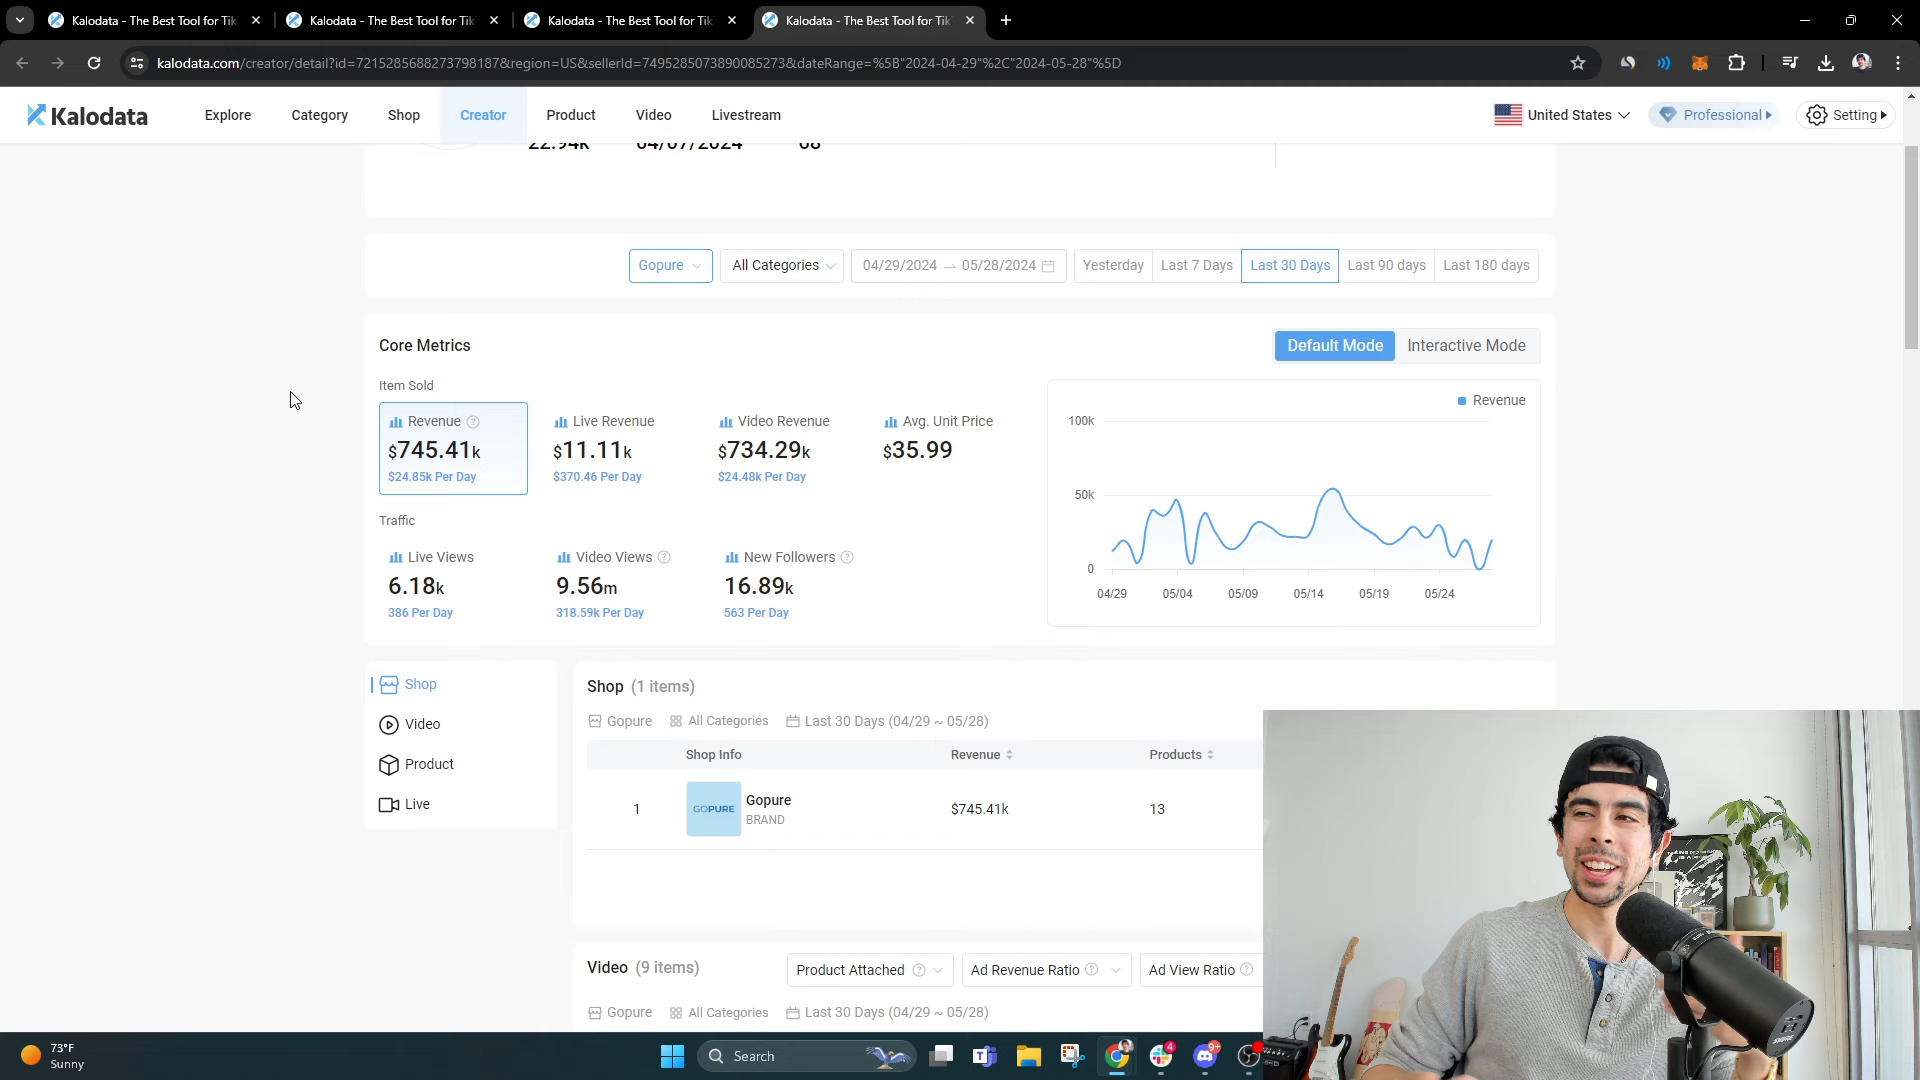 Kalodata - The Best Tool for Tik
Kalodata - The Best Tool for Tik
Kalodata - The Best Tool for Tik
Kalodata - The Best Tool for Tik
kalodata.com/creator/detail?id=7215285688273798187&region=US&sellerId=7495285073890085273&dateRange=%5B"2024-04-29"%2C"2024-05-28"%5D
Kalodata
Explore
Category
Shop
Creator
Product
Video
Livestream
United States
Professional
Setting
22.94k 04/07/2024 68
Gopure
All Categories
04/29/2024 → 05/28/2024
Yesterday
Last 7 Days
Last 30 Days
Last 90 days
Last 180 days
Core Metrics
Default Mode
Interactive Mode
Item Sold
Revenue
$745.41k
$24.85k Per Day
Live Revenue
$11.11k
$370.46 Per Day
Video Revenue
$734.29k
$24.48k Per Day
Avg. Unit Price
$35.99
Traffic
Live Views
6.18k
386 Per Day
Video Views
9.56m
318.59k Per Day
New Followers
16.89k
563 Per Day
Revenue
100k
50k
0
04/29 05/04 05/09 05/14 05/19 05/24
Shop
Video
Product
Live
Shop (1 items)
Gopure All Categories Last 30 Days (04/29 ~ 05/28)
Shop Info Revenue Products
1 Gopure $745.41k 13
GOPURE
BRAND
Video (9 items)
Product Attached
Ad Revenue Ratio
Ad View Ratio
Gopure All Categories Last 30 Days (04/29 ~ 05/28)
73°F
Sunny
Search
4
9+